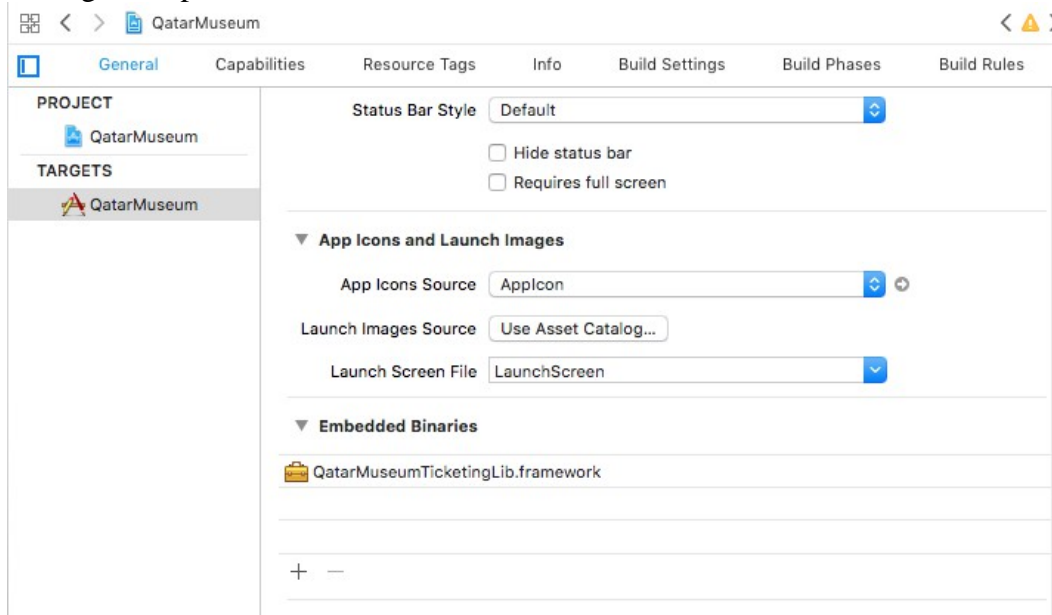 QatarMuseum
General Capabilities Resource Tags Info Build Settings Build Phases Build Rules
PROJECT
QatarMuseum
TARGETS
QatarMuseum
Status Bar Style Default
Hide status bar
Requires full screen
App Icons and Launch Images
App Icons Source AppIcon
Launch Images Source Use Asset Catalog...
Launch Screen File LaunchScreen
Embedded Binaries
QatarMuseumTicketingLib.framework